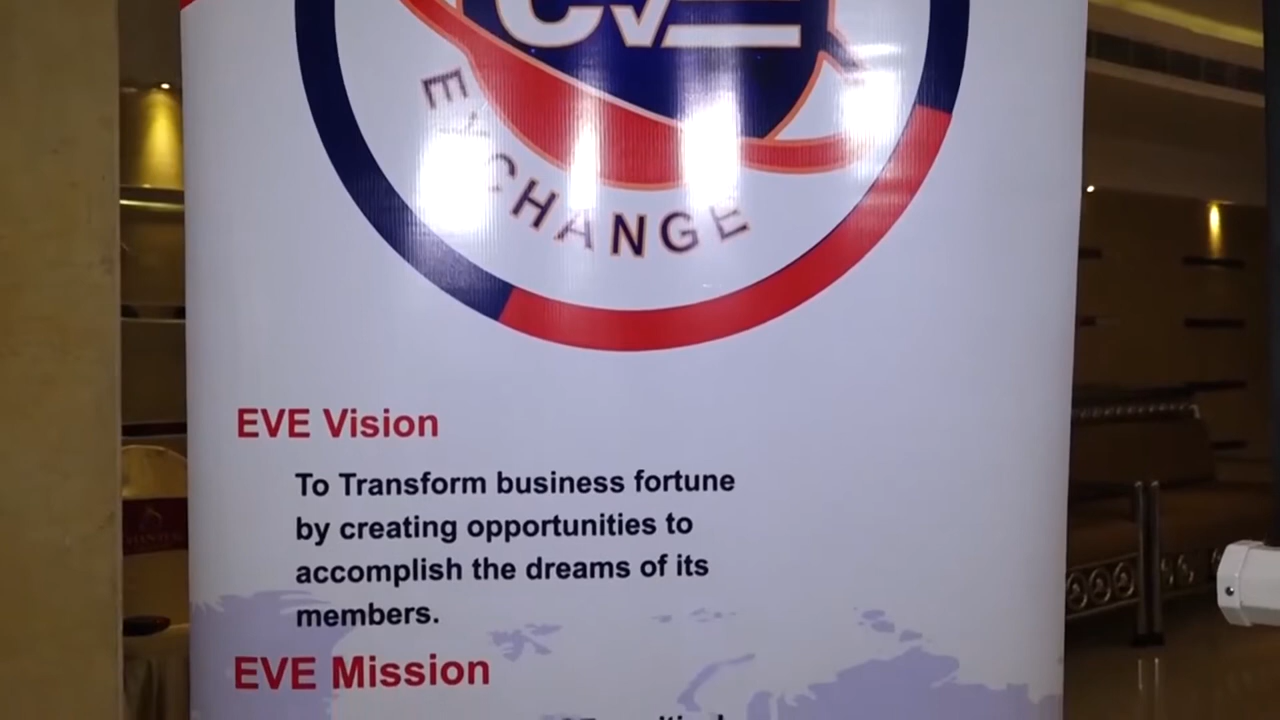 EVE
EXCHANGE
EVE Vision
To Transform business fortune
by creating opportunities to
accomplish the dreams of its
members.
EVE Mission